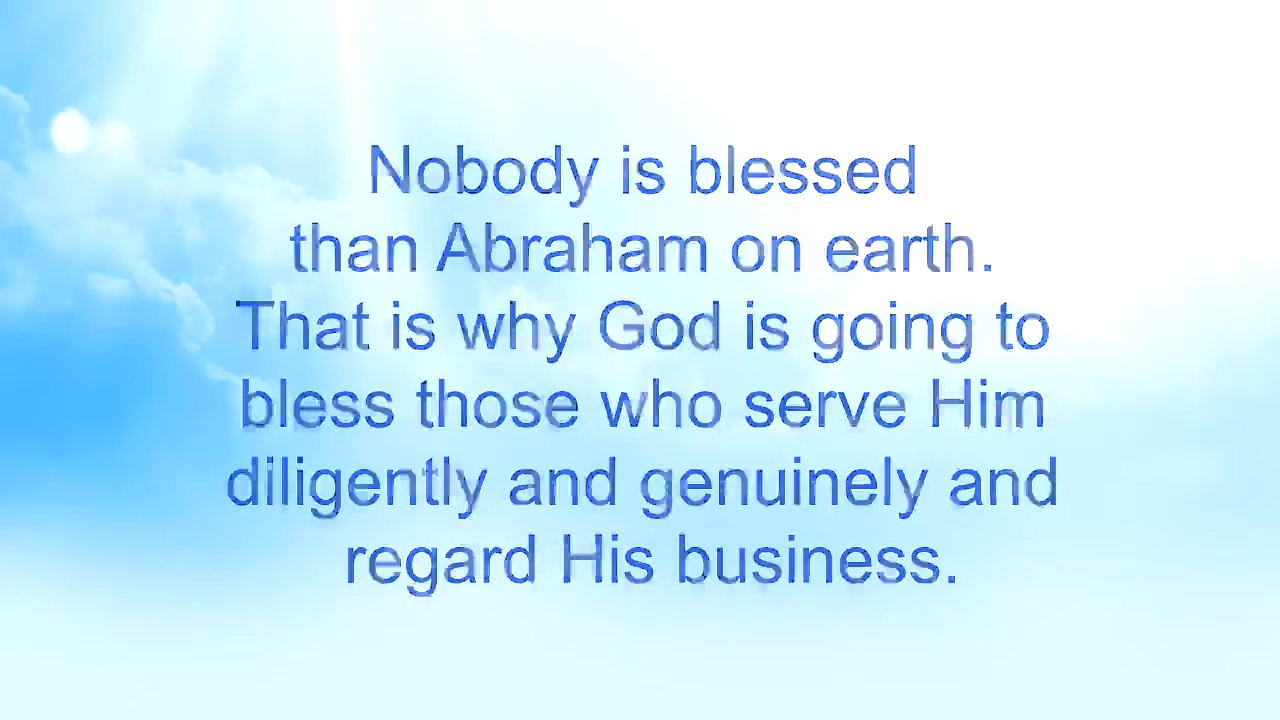 Nobody is blessed
than Abraham on earth.
That is why God is going to
bless those who serve Him
diligently and genuinely and
regard His business.